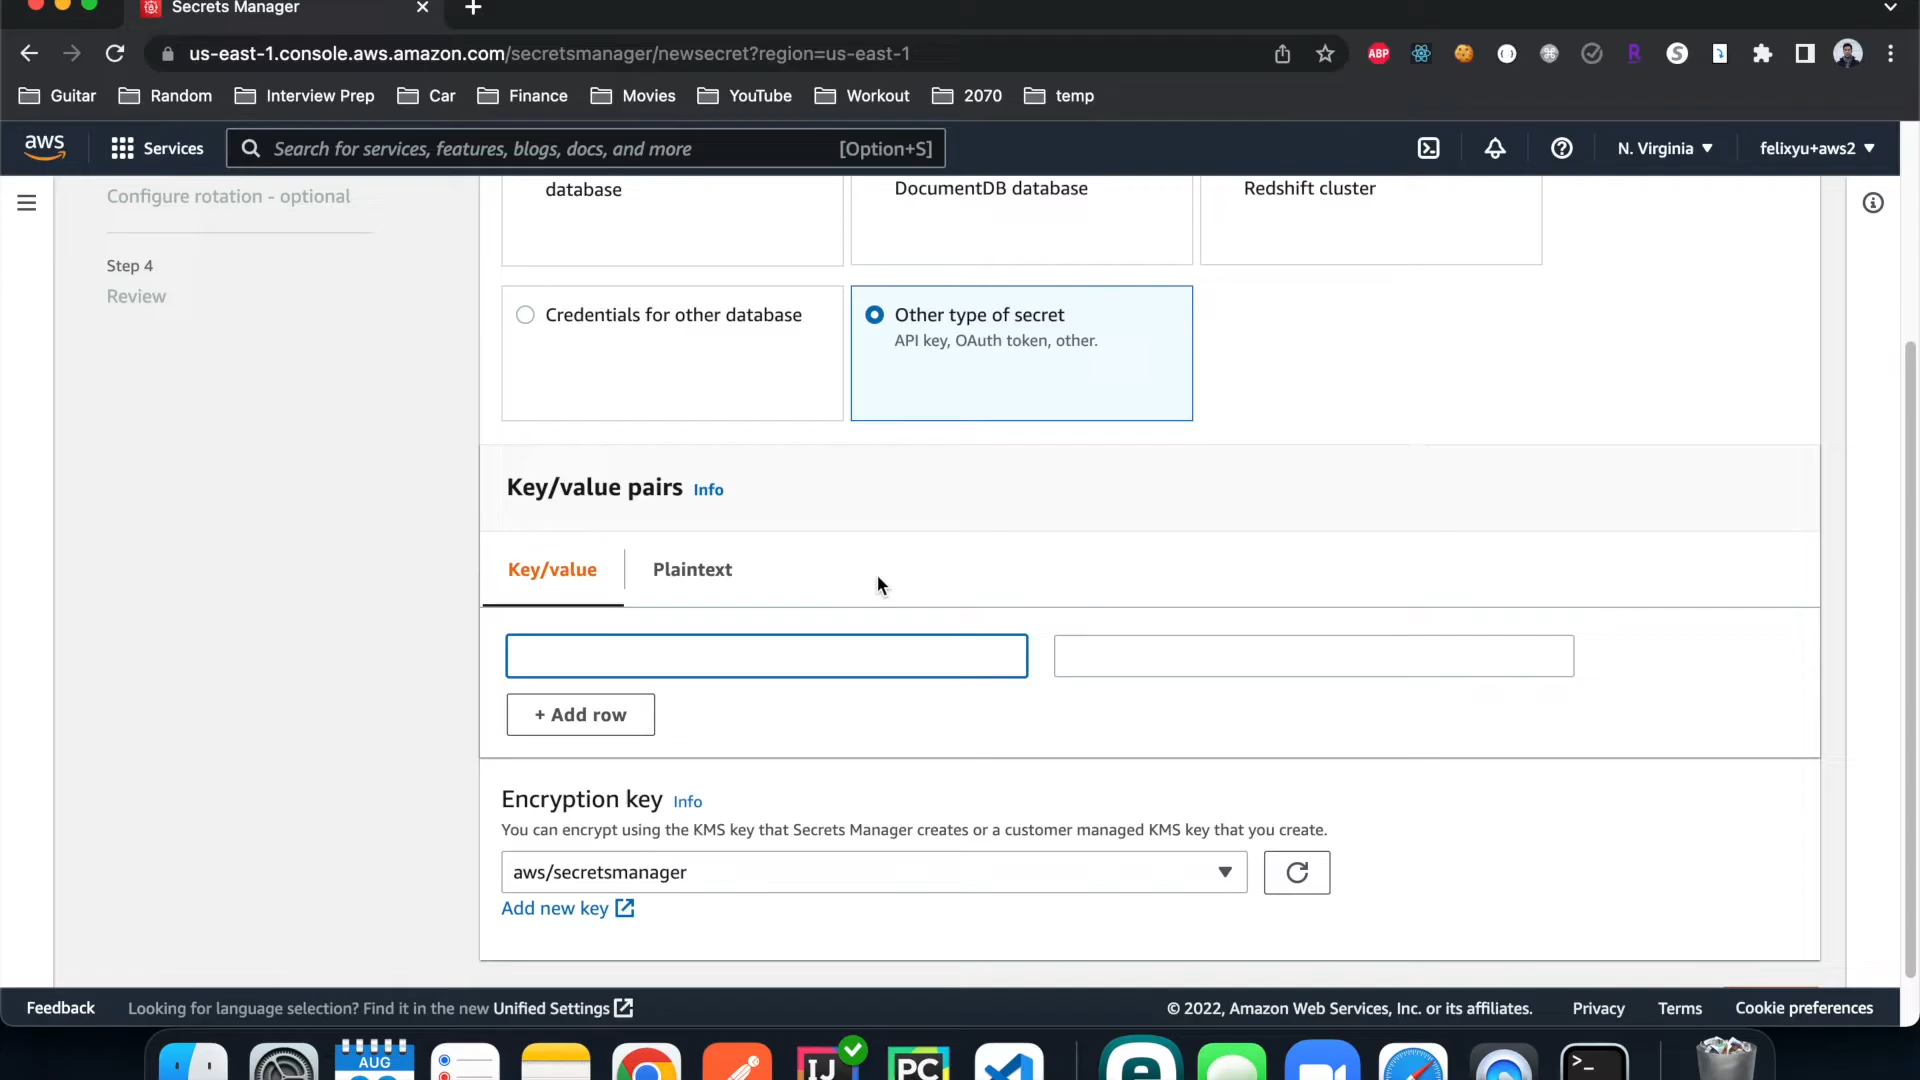 Secrets Manager
us-east-1.console.aws.amazon.com/secretsmanager/newsecret?region=us-east-1
ABP
Guitar Random Interview Prep Car Finance Movies YouTube Workout 2070 temp
aws Services Search for services, features, blogs, docs, and more [Option+S] N. Virginia felixyu+aws2
Configure rotation - optional
Step 4
Review
database
DocumentDB database
Redshift cluster
Credentials for other database
Other type of secret
API key, OAuth token, other.
Key/value pairs Info
Key/value Plaintext
+ Add row
Encryption key Info
You can encrypt using the KMS key that Secrets Manager creates or a customer managed KMS key that you create.
aws/secretsmanager
Add new key
Feedback Looking for language selection? Find it in the new Unified Settings © 2022, Amazon Web Services, Inc. or its affiliates. Privacy Terms Cookie preferences
AUG
IJ
PC